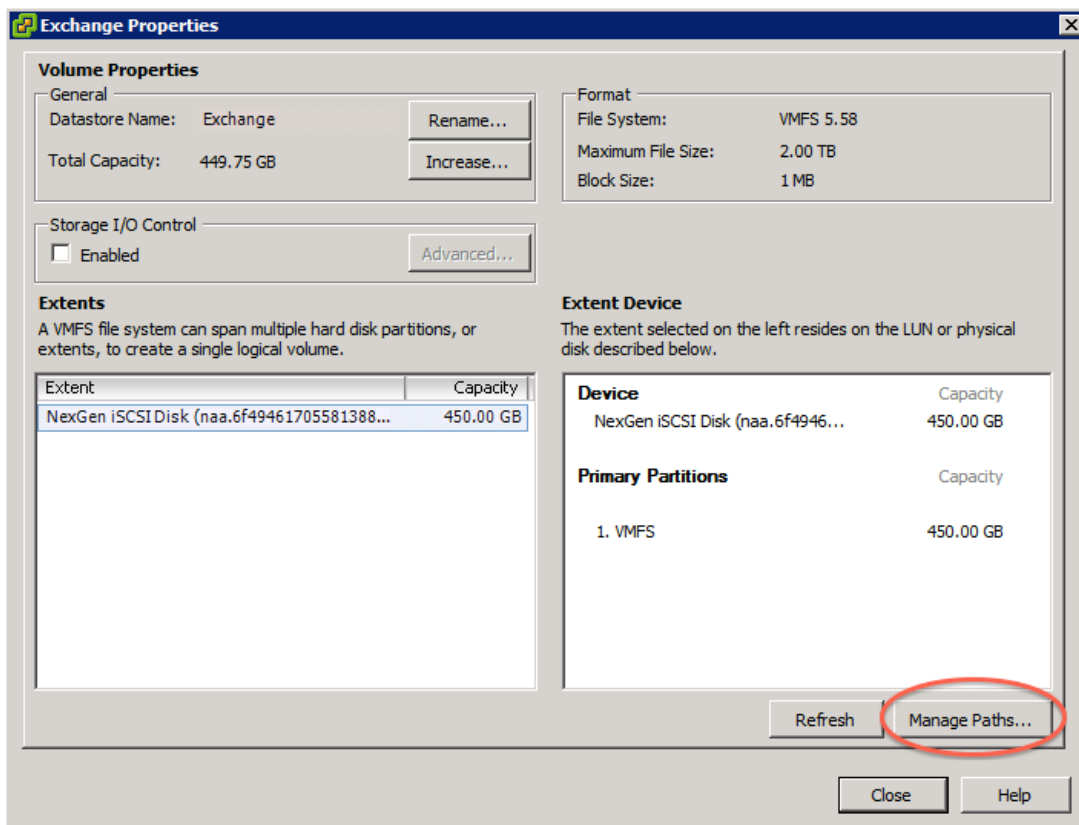 Exchange Properties
Volume Properties
General
Datastore Name: Exchange
Rename...
Total Capacity: 449.75 GB
Increase...
Format
File System: VMFS 5.58
Maximum File Size: 2.00 TB
Block Size: 1 MB
Storage I/O Control
Enabled
Advanced...
Extents
A VMFS file system can span multiple hard disk partitions, or
extents, to create a single logical volume.
Extent Capacity
NexGen iSCSI Disk (naa.6f49461705581388... 450.00 GB
Extent Device
The extent selected on the left resides on the LUN or physical
disk described below.
Device Capacity
NexGen iSCSI Disk (naa.6f4946... 450.00 GB
Primary Partitions Capacity
1. VMFS 450.00 GB
Refresh
Manage Paths...
Close
Help